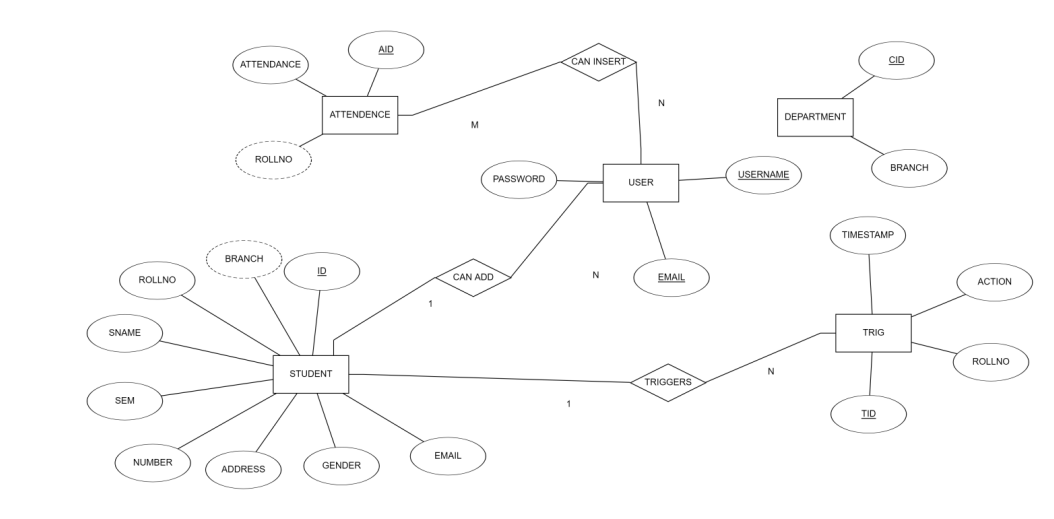 AID
CAN INSERT
ATTENDANCE
CID
N
ATTENDENCE
DEPARTMENT
M
ROLLNO
BRANCH
PASSWORD
USER
USERNAME
TIMESTAMP
BRANCH
ID
CAN ADD
N
EMAIL
ROLLNO
ACTION
1
SNAME
TRIG
ROLLNO
STUDENT
TRIGGERS
N
SEM
1
TID
NUMBER
ADDRESS
GENDER
EMAIL